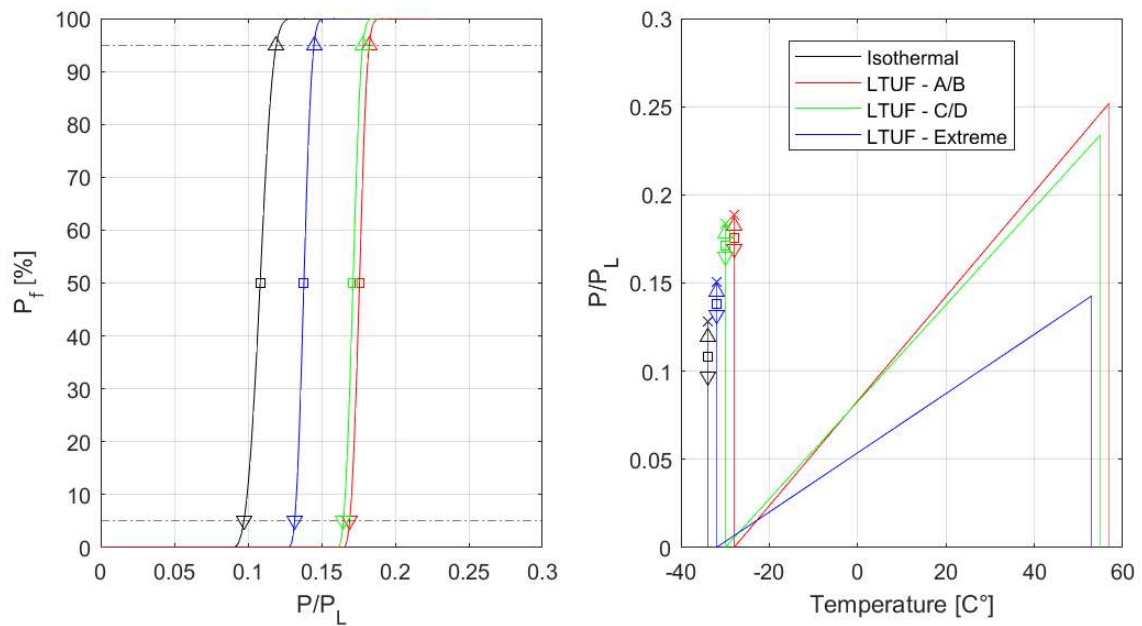 100
90
80
70
60
50
40
30
20
10
0
P_f [%]
0 0.05 0.1 0.15 0.2 0.25 0.3
P/P_L
0.3
0.25
0.2
0.15
0.1
0.05
0
P/P_L
Isothermal
LTUF - A/B
LTUF - C/D
LTUF - Extreme
-40 -20 0 20 40 60
Temperature [C°]